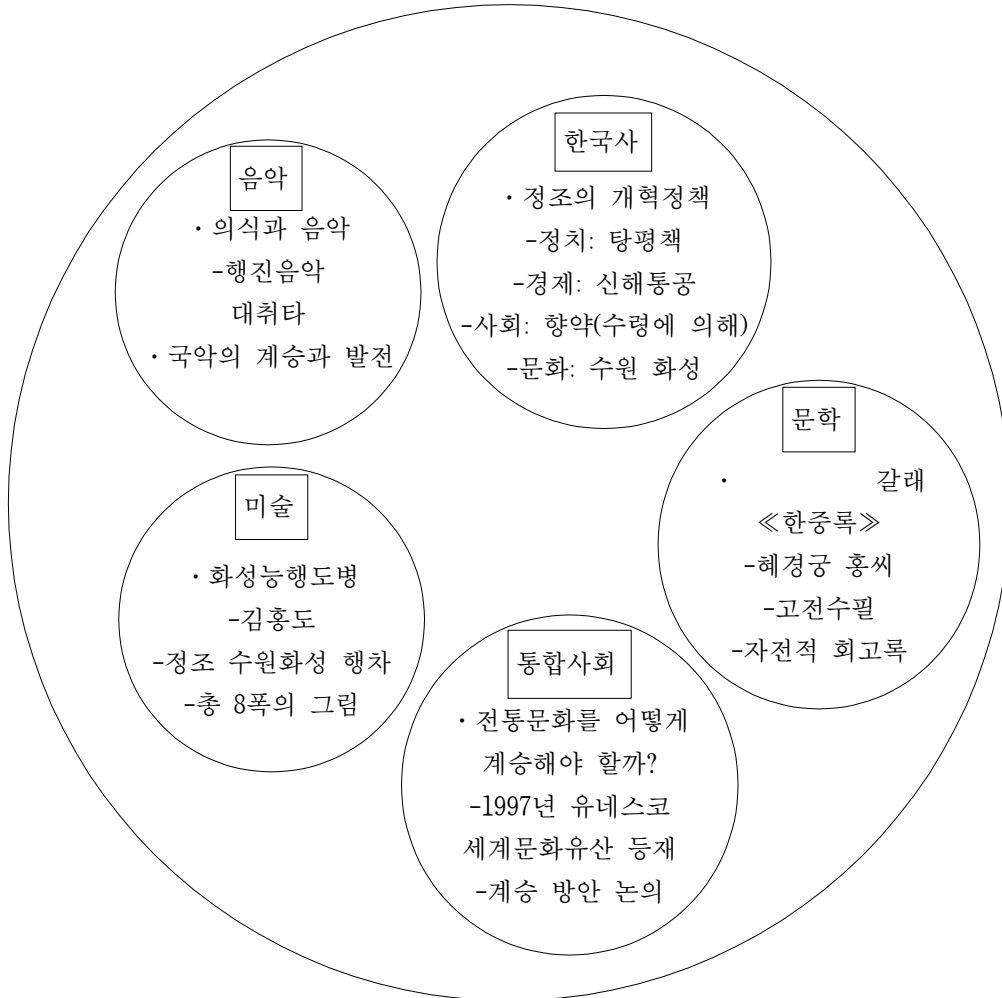 음악
· 의식과 음악
-행진음악
대취타
· 국악의 계승과 발전
한국사
· 정조의 개혁정책
-정치: 탕평책
-경제: 신해통공
-사회: 향약(수령에 의해)
-문화: 수원 화성
문학
· 갈래
≪한중록≫
-혜경궁 홍씨
-고전수필
-자전적 회고록
미술
· 화성능행도병
-김홍도
-정조 수원화성 행차
-총 8폭의 그림
통합사회
· 전통문화를 어떻게
계승해야 할까?
-1997년 유네스코
세계문화유산 등재
-계승 방안 논의